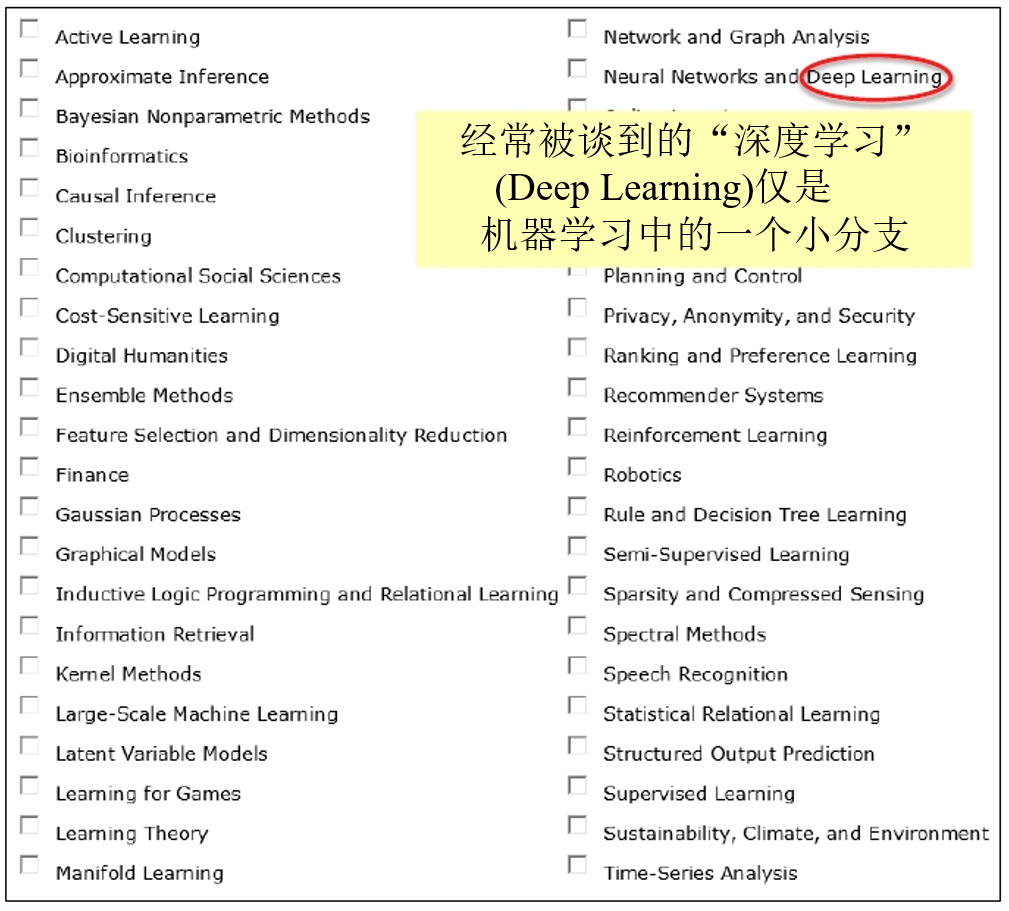 Active Learning
Approximate Inference
Bayesian Nonparametric Methods
Bioinformatics
Causal Inference
Clustering
Computational Social Sciences
Cost-Sensitive Learning
Digital Humanities
Ensemble Methods
Feature Selection and Dimensionality Reduction
Finance
Gaussian Processes
Graphical Models
Inductive Logic Programming and Relational Learning
Information Retrieval
Kernel Methods
Large-Scale Machine Learning
Latent Variable Models
Learning for Games
Learning Theory
Manifold Learning
Network and Graph Analysis
Neural Networks and Deep Learning
经常被谈到的“深度学习”
(Deep Learning)仅是
机器学习中的一个小分支
Planning and Control
Privacy, Anonymity, and Security
Ranking and Preference Learning
Recommender Systems
Reinforcement Learning
Robotics
Rule and Decision Tree Learning
Semi-Supervised Learning
Sparsity and Compressed Sensing
Spectral Methods
Speech Recognition
Statistical Relational Learning
Structured Output Prediction
Supervised Learning
Sustainability, Climate, and Environment
Time-Series Analysis